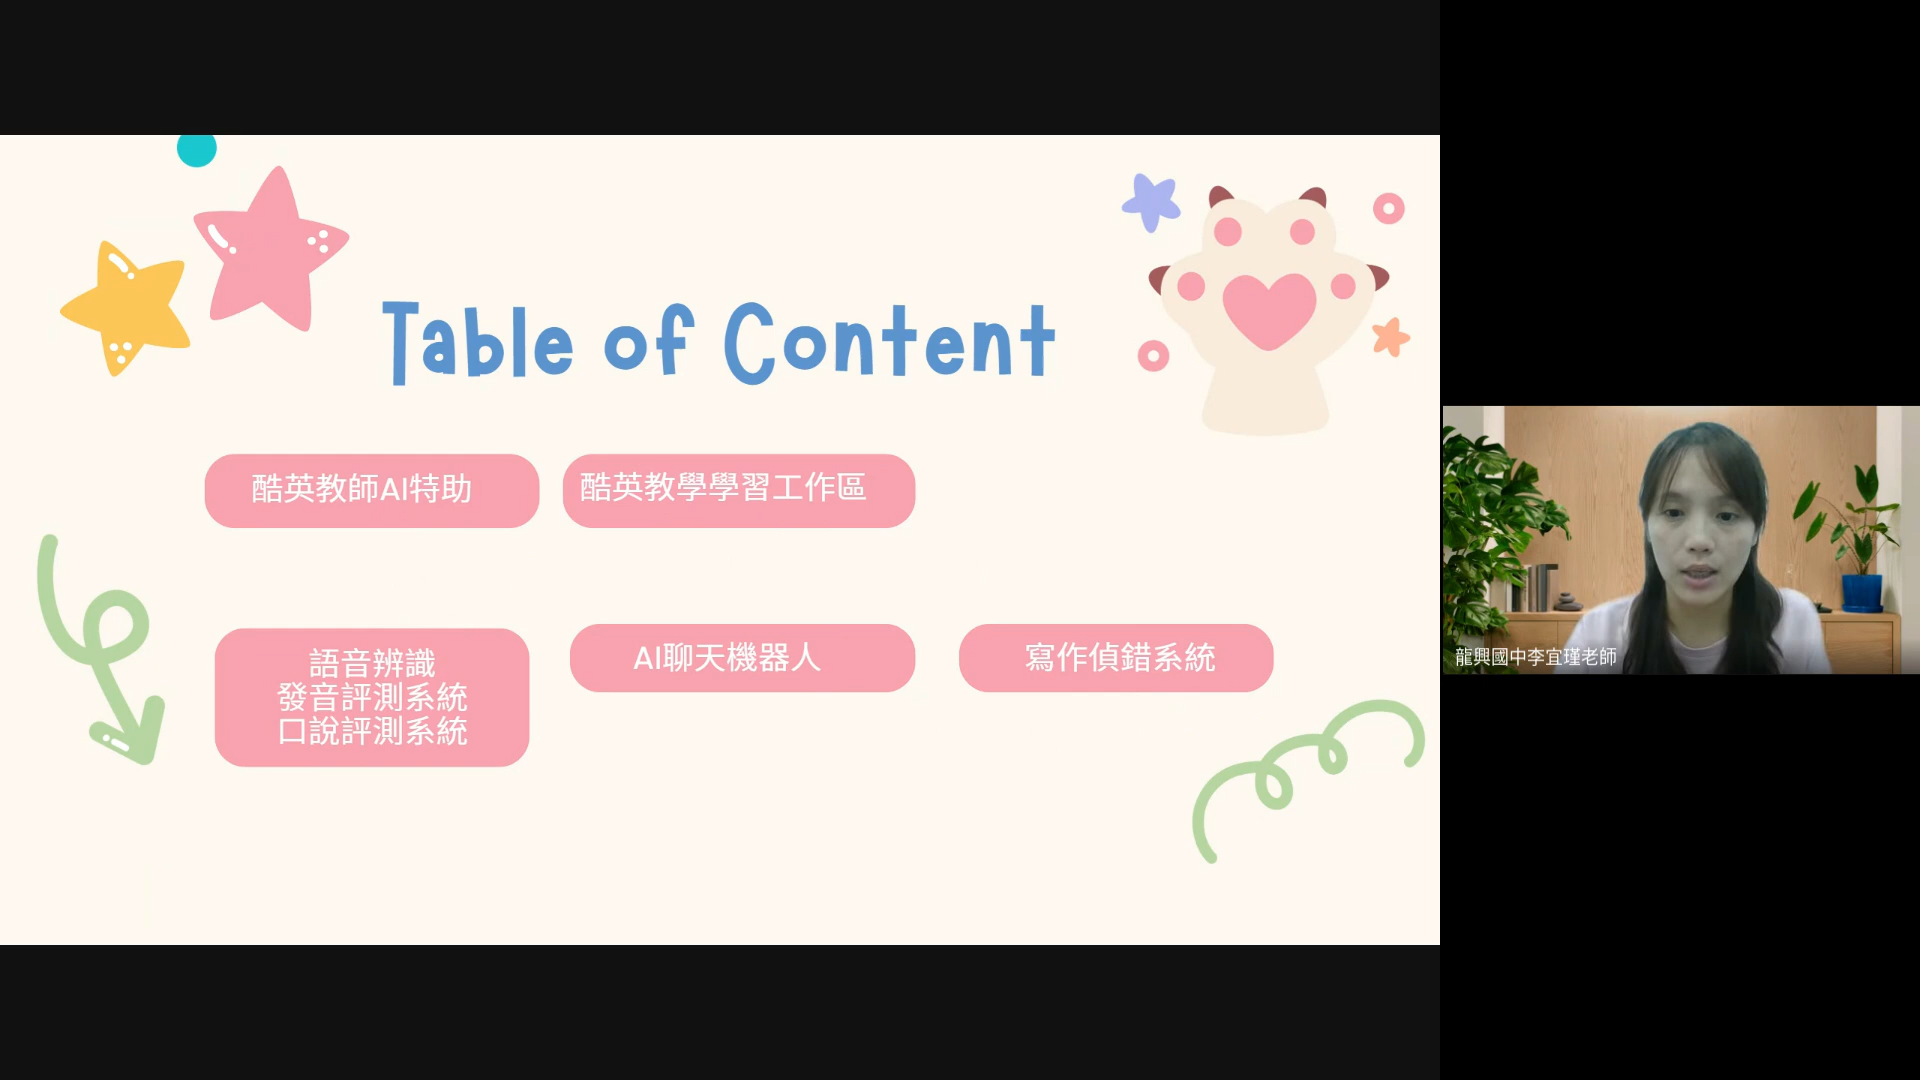 Table of Content
酷英教師AI特助
酷英教學學習工作區
語音辨識
發音評測系統
口說評測系統
AI聊天機器人
寫作偵錯系統
龍興國中李宜瑾老師